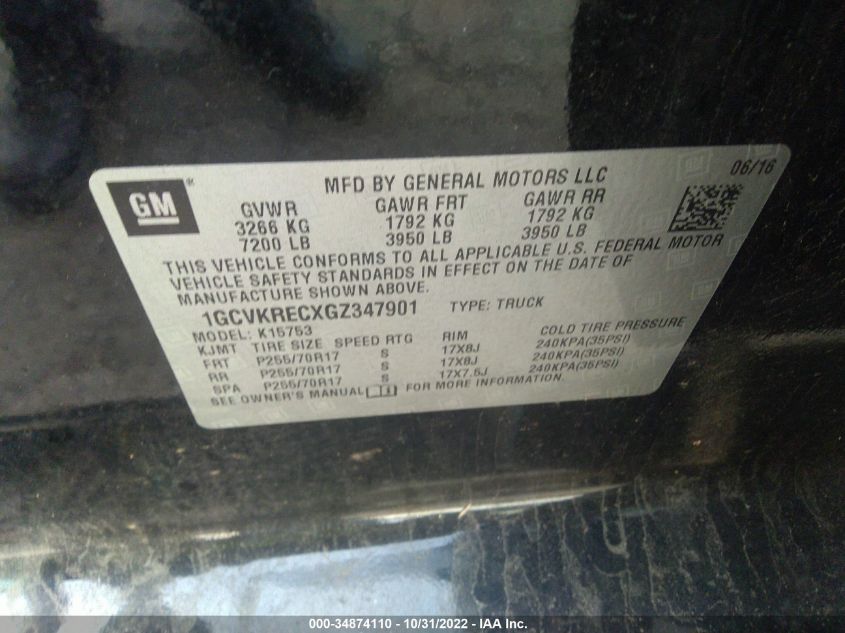 GM®
MFD BY GENERAL MOTORS LLC
06/16
GVWR GAWR FRT GAWR RR
3266 KG 1792 KG 1792 KG
7200 LB 3950 LB 3950 LB
THIS VEHICLE CONFORMS TO ALL APPLICABLE U.S. FEDERAL MOTOR
VEHICLE SAFETY STANDARDS IN EFFECT ON THE DATE OF
MANUFACTURE SHOWN ABOVE.
1GCVKRECXGZ347901 TYPE: TRUCK
MODEL: K15753
KJMT TIRE SIZE SPEED RTG RIM COLD TIRE PRESSURE
FRT P255/70R17 S 17X8J 240KPA(35PSI)
RR P255/70R17 S 17X8J 240KPA(35PSI)
SPA P255/70R17 S 17X7.5J 240KPA(35PSI)
SEE OWNER'S MANUAL FOR MORE INFORMATION.
000-34874110 - 10/31/2022 - IAA Inc.